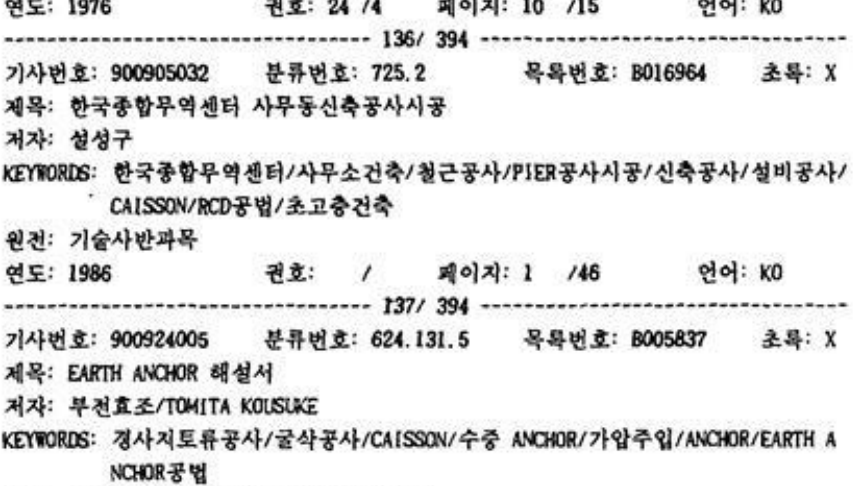 연도: 1976 권호: 24 /4 페이지: 10 /15 언어: KO
--------------------------------- 136/ 394 ---------------------------------
기사번호: 900905032 분류번호: 725.2 목록번호: B016964 초록: X
제목: 한국종합무역센터 사무동신축공사시공
저자: 설성구
KEYWORDS: 한국종합무역센터/사무소건축/철근공사/PIER공사시공/신축공사/설비공사/
CAISSON/RCD공법/초고층건축
원전: 기술사반과목
연도: 1986 권호: / 페이지: 1 /46 언어: KO
--------------------------------- 137/ 394 ---------------------------------
기사번호: 900924005 분류번호: 624.131.5 목록번호: B005837 초록: X
제목: EARTH ANCHOR 해설서
저자: 부전효조/TOMITA KOUSUKE
KEYWORDS: 경사지토류공사/굴삭공사/CAISSON/수중 ANCHOR/가압주입/ANCHOR/EARTH A
NCHOR공법